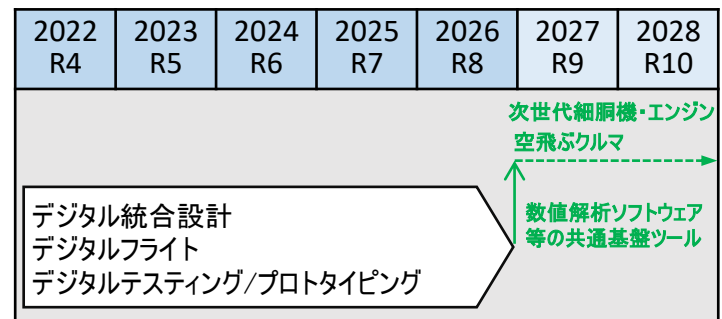 2022 2023 2024 2025 2026 2027 2028
R4 R5 R6 R7 R8 R9 R10
次世代細胴機・エンジン
空飛ぶクルマ
デジタル統合設計
デジタルフライト
デジタルテスティング/プロトタイピング
数値解析ソフトウェア
等の共通基盤ツール